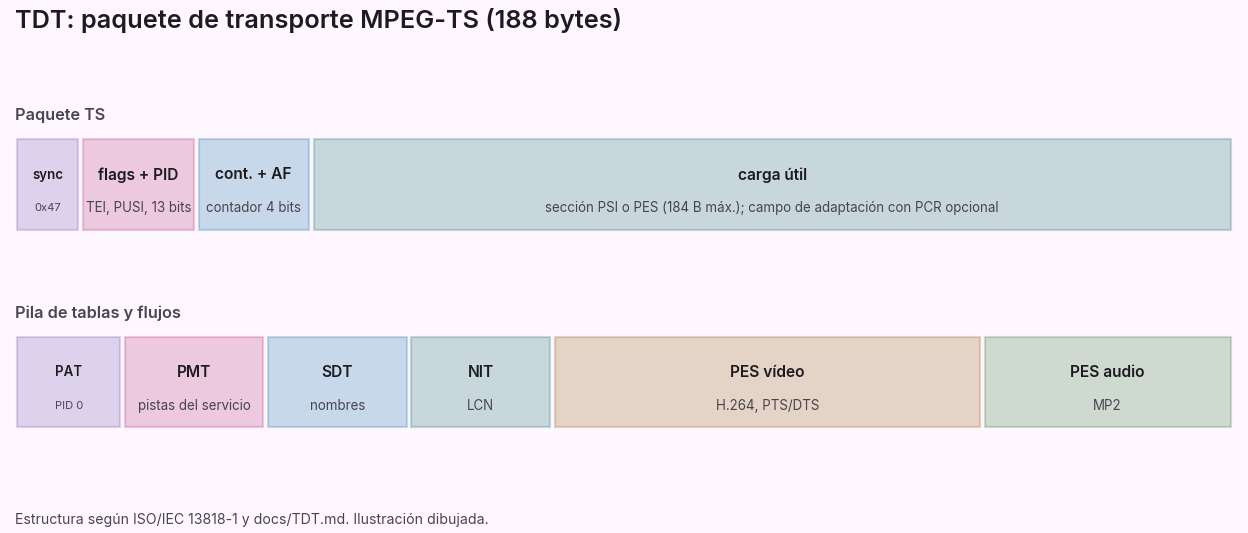 TDT: paquete de transporte MPEG-TS (188 bytes)
Paquete TS
sync
0x47
flags + PID
TEI, PUSI, 13 bits
cont. + AF
contador 4 bits
carga útil
sección PSI o PES (184 B máx.); campo de adaptación con PCR opcional
Pila de tablas y flujos
PAT
PID 0
PMT
pistas del servicio
SDT
nombres
NIT
LCN
PES vídeo
H.264, PTS/DTS
PES audio
MP2
Estructura según ISO/IEC 13818-1 y docs/TDT.md. Ilustración dibujada.